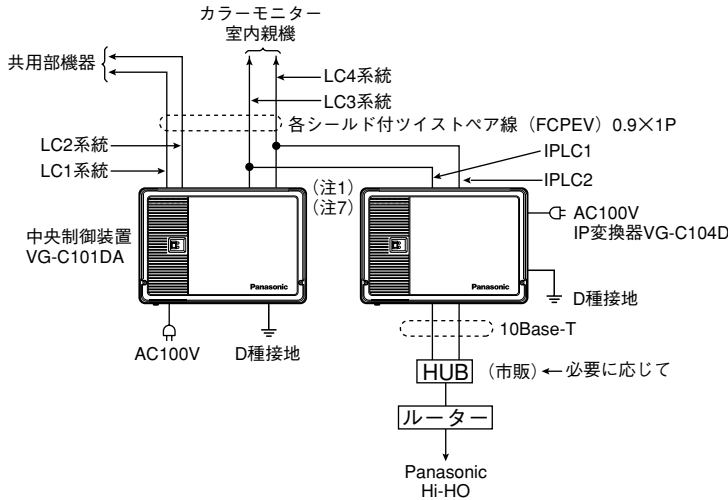 カラーモニター
室内親機
共用部機器
LC4系統
LC3系統
各シールド付ツイストペア線（FCPEV）0.9×1P
LC2系統
LC1系統
IPLC1
IPLC2
（注1）
（注7）
中央制御装置
VG-C101DA
Panasonic
Panasonic
AC100V
IP変換器VG-C104D
D種接地
AC100V
D種接地
10Base-T
HUB （市販） 必要に応じて
ルーター
Panasonic
Hi-HO